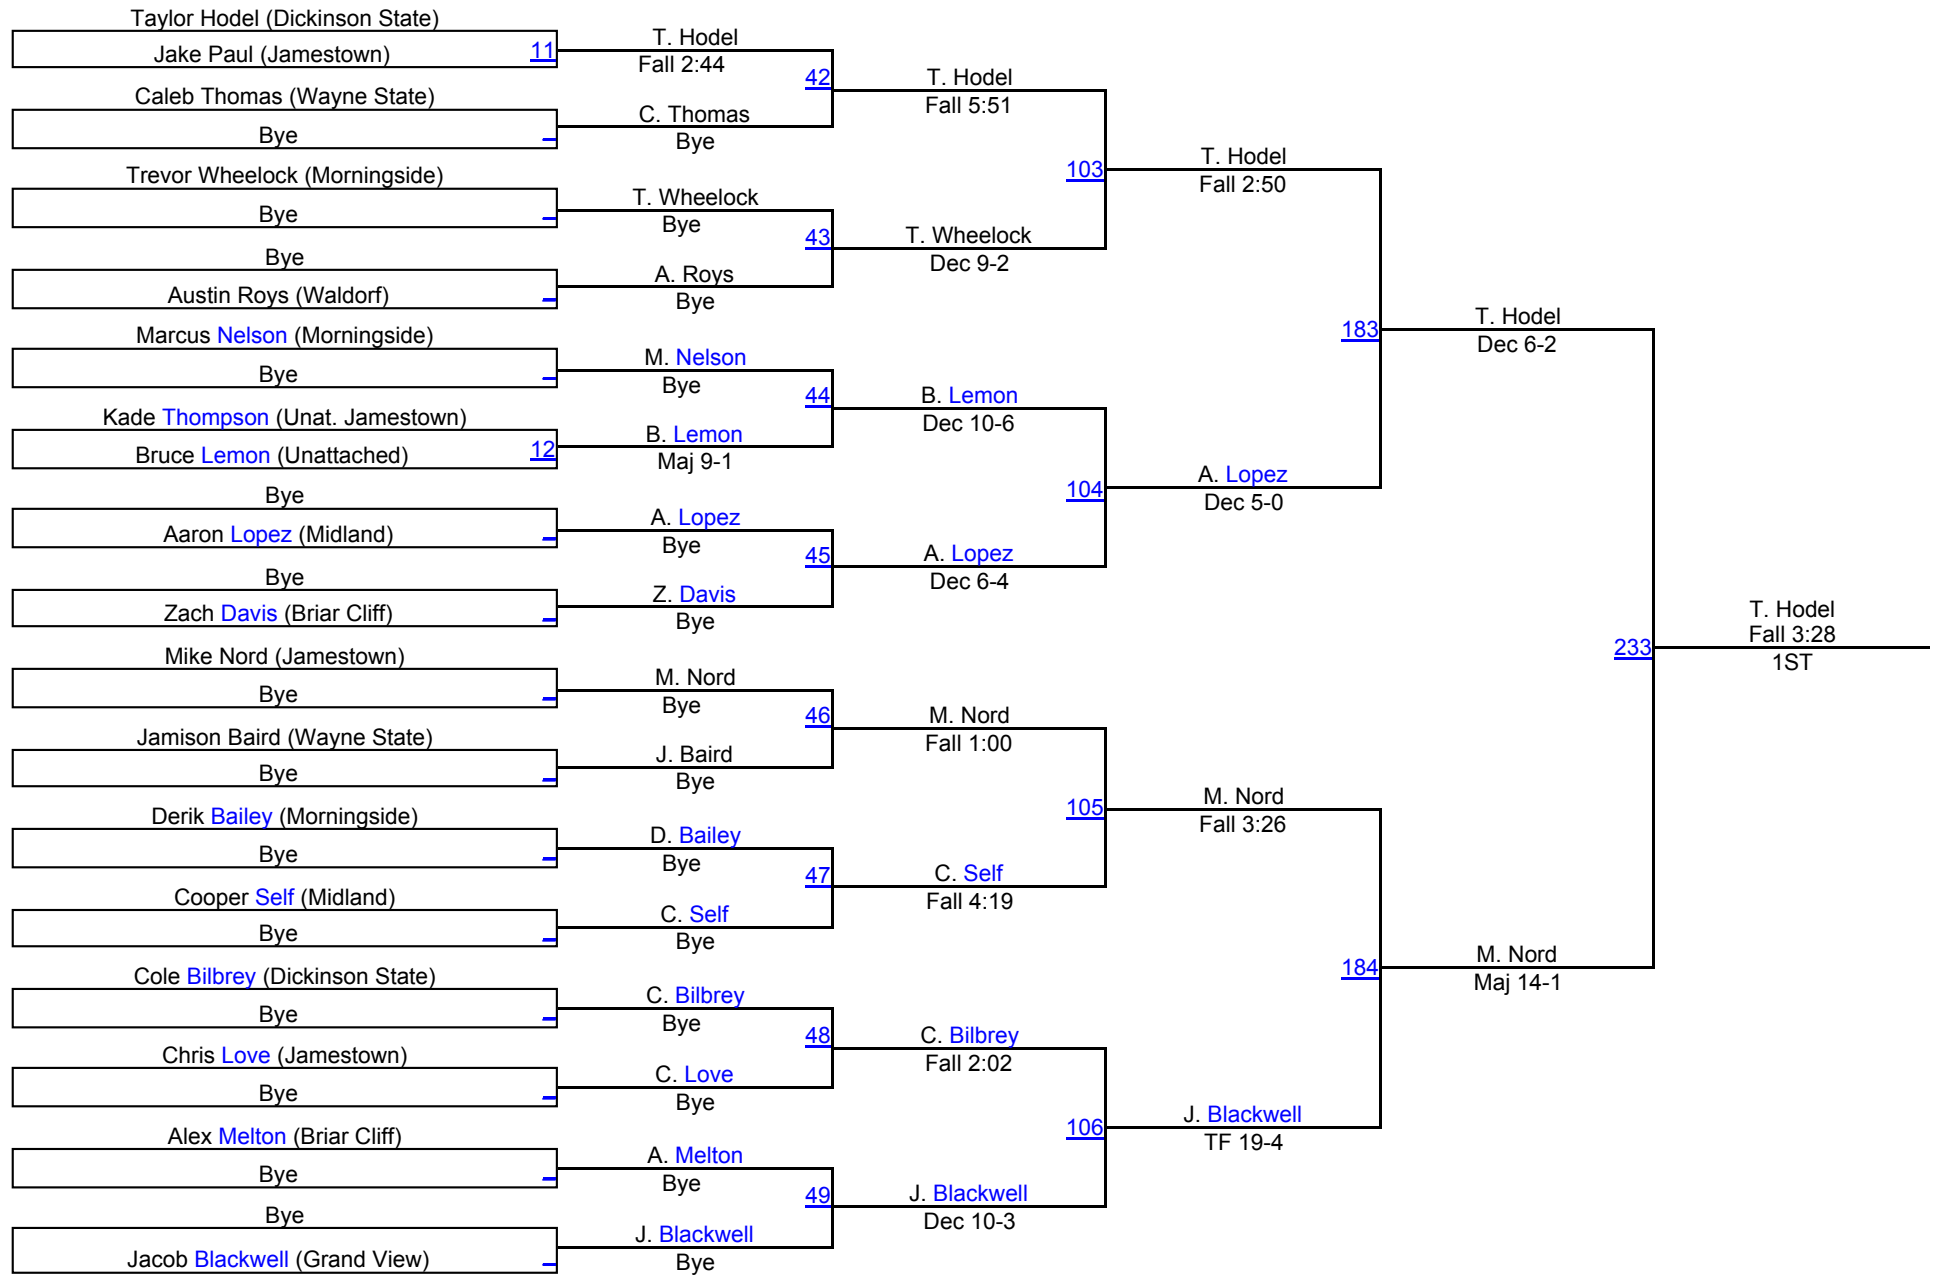 Taylor Hodel (Dickinson State)
Jake Paul (Jamestown) 11
Caleb Thomas (Wayne State)
Bye
Trevor Wheelock (Morningside)
Bye
Bye
Austin Roys (Waldorf)
Marcus Nelson (Morningside)
Bye
Kade Thompson (Unat. Jamestown)
Bruce Lemon (Unattached) 12
Bye
Aaron Lopez (Midland)
Bye
Zach Davis (Briar Cliff)
Mike Nord (Jamestown)
Bye
Jamison Baird (Wayne State)
Bye
Derik Bailey (Morningside)
Bye
Cooper Self (Midland)
Bye
Cole Bilbrey (Dickinson State)
Bye
Chris Love (Jamestown)
Bye
Alex Melton (Briar Cliff)
Bye
Bye
Jacob Blackwell (Grand View)
T. Hodel
Fall 2:44
42
C. Thomas
Bye
T. Wheelock
Bye
43
A. Roys
Bye
M. Nelson
Bye
44
B. Lemon
Maj 9-1
A. Lopez
Bye
45
Z. Davis
Bye
M. Nord
Bye
46
J. Baird
Bye
D. Bailey
Bye
47
C. Self
Bye
C. Bilbrey
Bye
48
C. Love
Bye
A. Melton
Bye
49
J. Blackwell
Bye
T. Hodel
Fall 5:51
103
T. Wheelock
Dec 9-2
B. Lemon
Dec 10-6
104
A. Lopez
Dec 6-4
M. Nord
Fall 1:00
105
C. Self
Fall 4:19
C. Bilbrey
Fall 2:02
106
J. Blackwell
Dec 10-3
T. Hodel
Fall 2:50
183
A. Lopez
Dec 5-0
M. Nord
Fall 3:26
184
J. Blackwell
TF 19-4
T. Hodel
Dec 6-2
233
M. Nord
Maj 14-1
T. Hodel
Fall 3:28
1ST